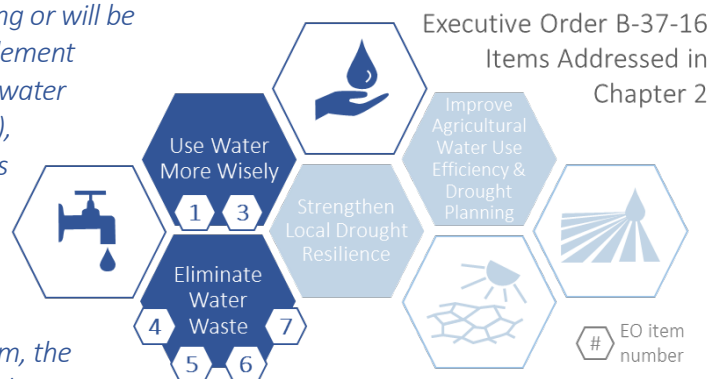 ng or will be
lement
water
),
s
m, the
Executive Order B-37-16
Items Addressed in
Chapter 2
Use Water
More Wisely
1 3
Improve
Agricultural
Water Use
Efficiency &
Drought
Planning
Strengthen
Local Drought
Resilience
Eliminate
Water
Waste
4 7
5 6
# EO item
number